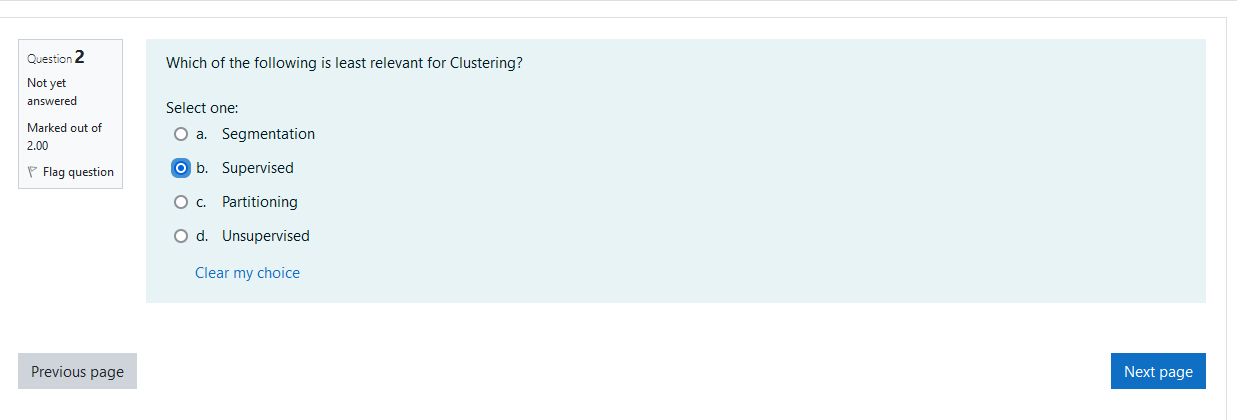 Question 2
Not yet
answered
Marked out of
2.00
Flag question
Which of the following is least relevant for Clustering?
Select one:
a. Segmentation
b. Supervised
c. Partitioning
d. Unsupervised
Clear my choice
Previous page
Next page